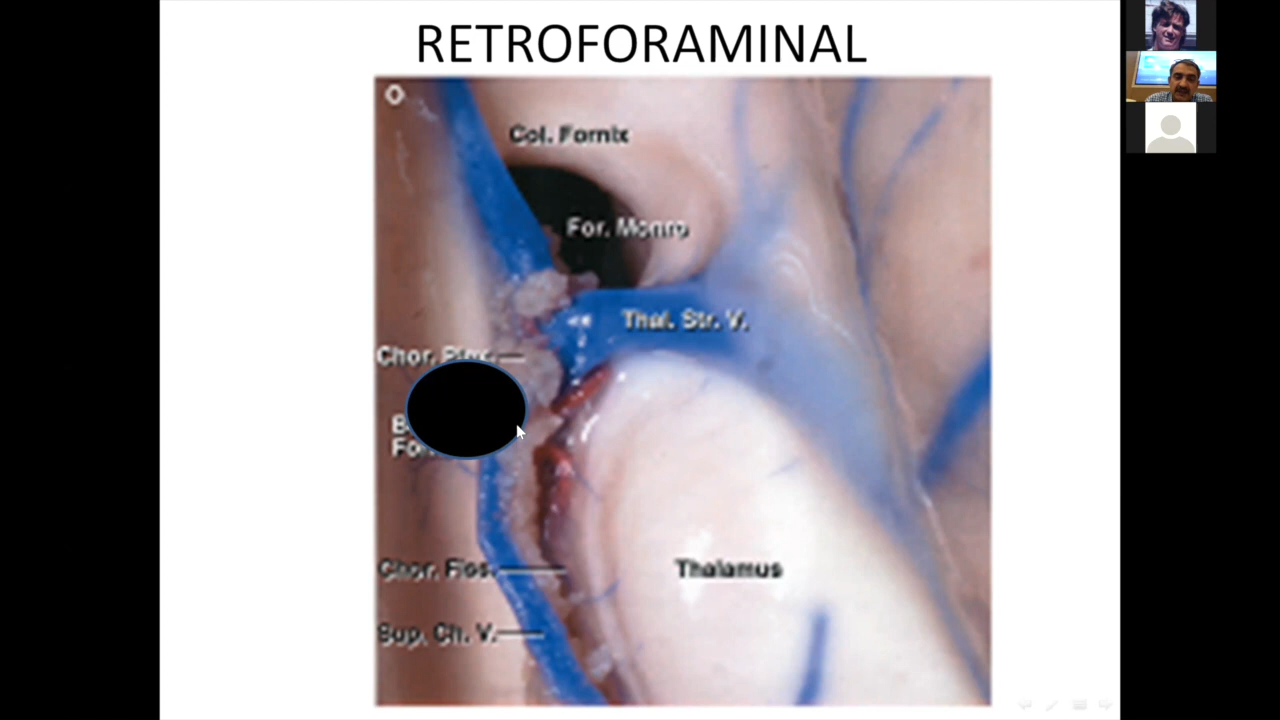 RETROFORAMINAL
O
Col. Fornix
For. Monro
Thal. Str. V.
Chor. Plex.
Chor. Fiss.
Thalamus
Sup. Ch. V.